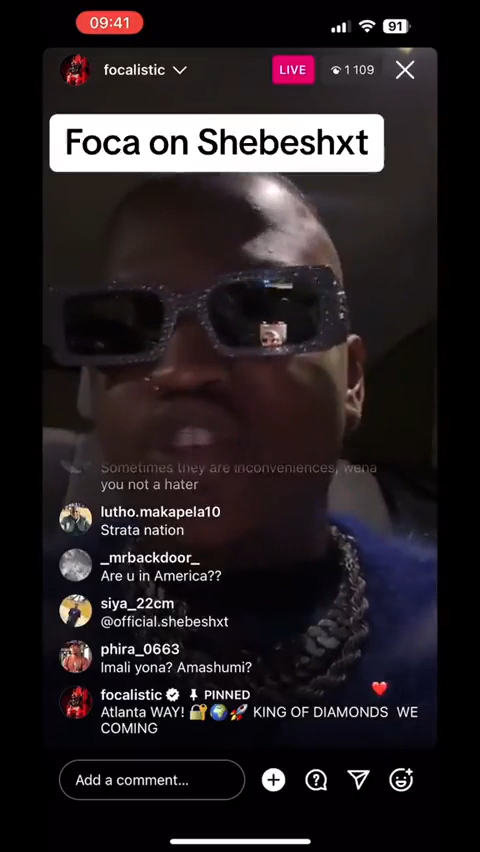 09:41
91
focalistic
LIVE
1 109
Foca on Shebeshxt
Sometimes they are inconveniences, wena
you not a hater
lutho.makapela10
Strata nation
_mrbackdoor_
Are u in America??
siya_22cm
@official.shebeshxt
phira_0663
Imali yona? Amashumi?
focalistic PINNED
Atlanta WAY! 🔐🌍🚀 KING OF DIAMONDS WE
COMING
Add a comment...